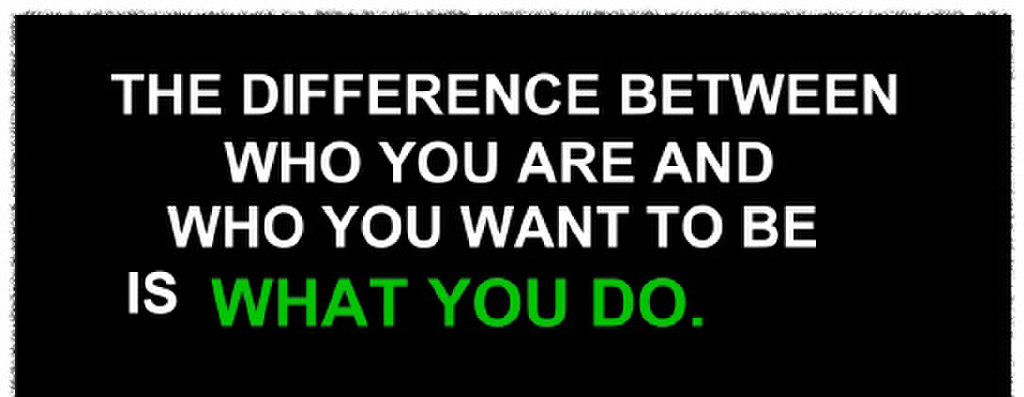 THE DIFFERENCE BETWEEN
WHO YOU ARE AND
WHO YOU WANT TO BE
IS WHAT YOU DO.